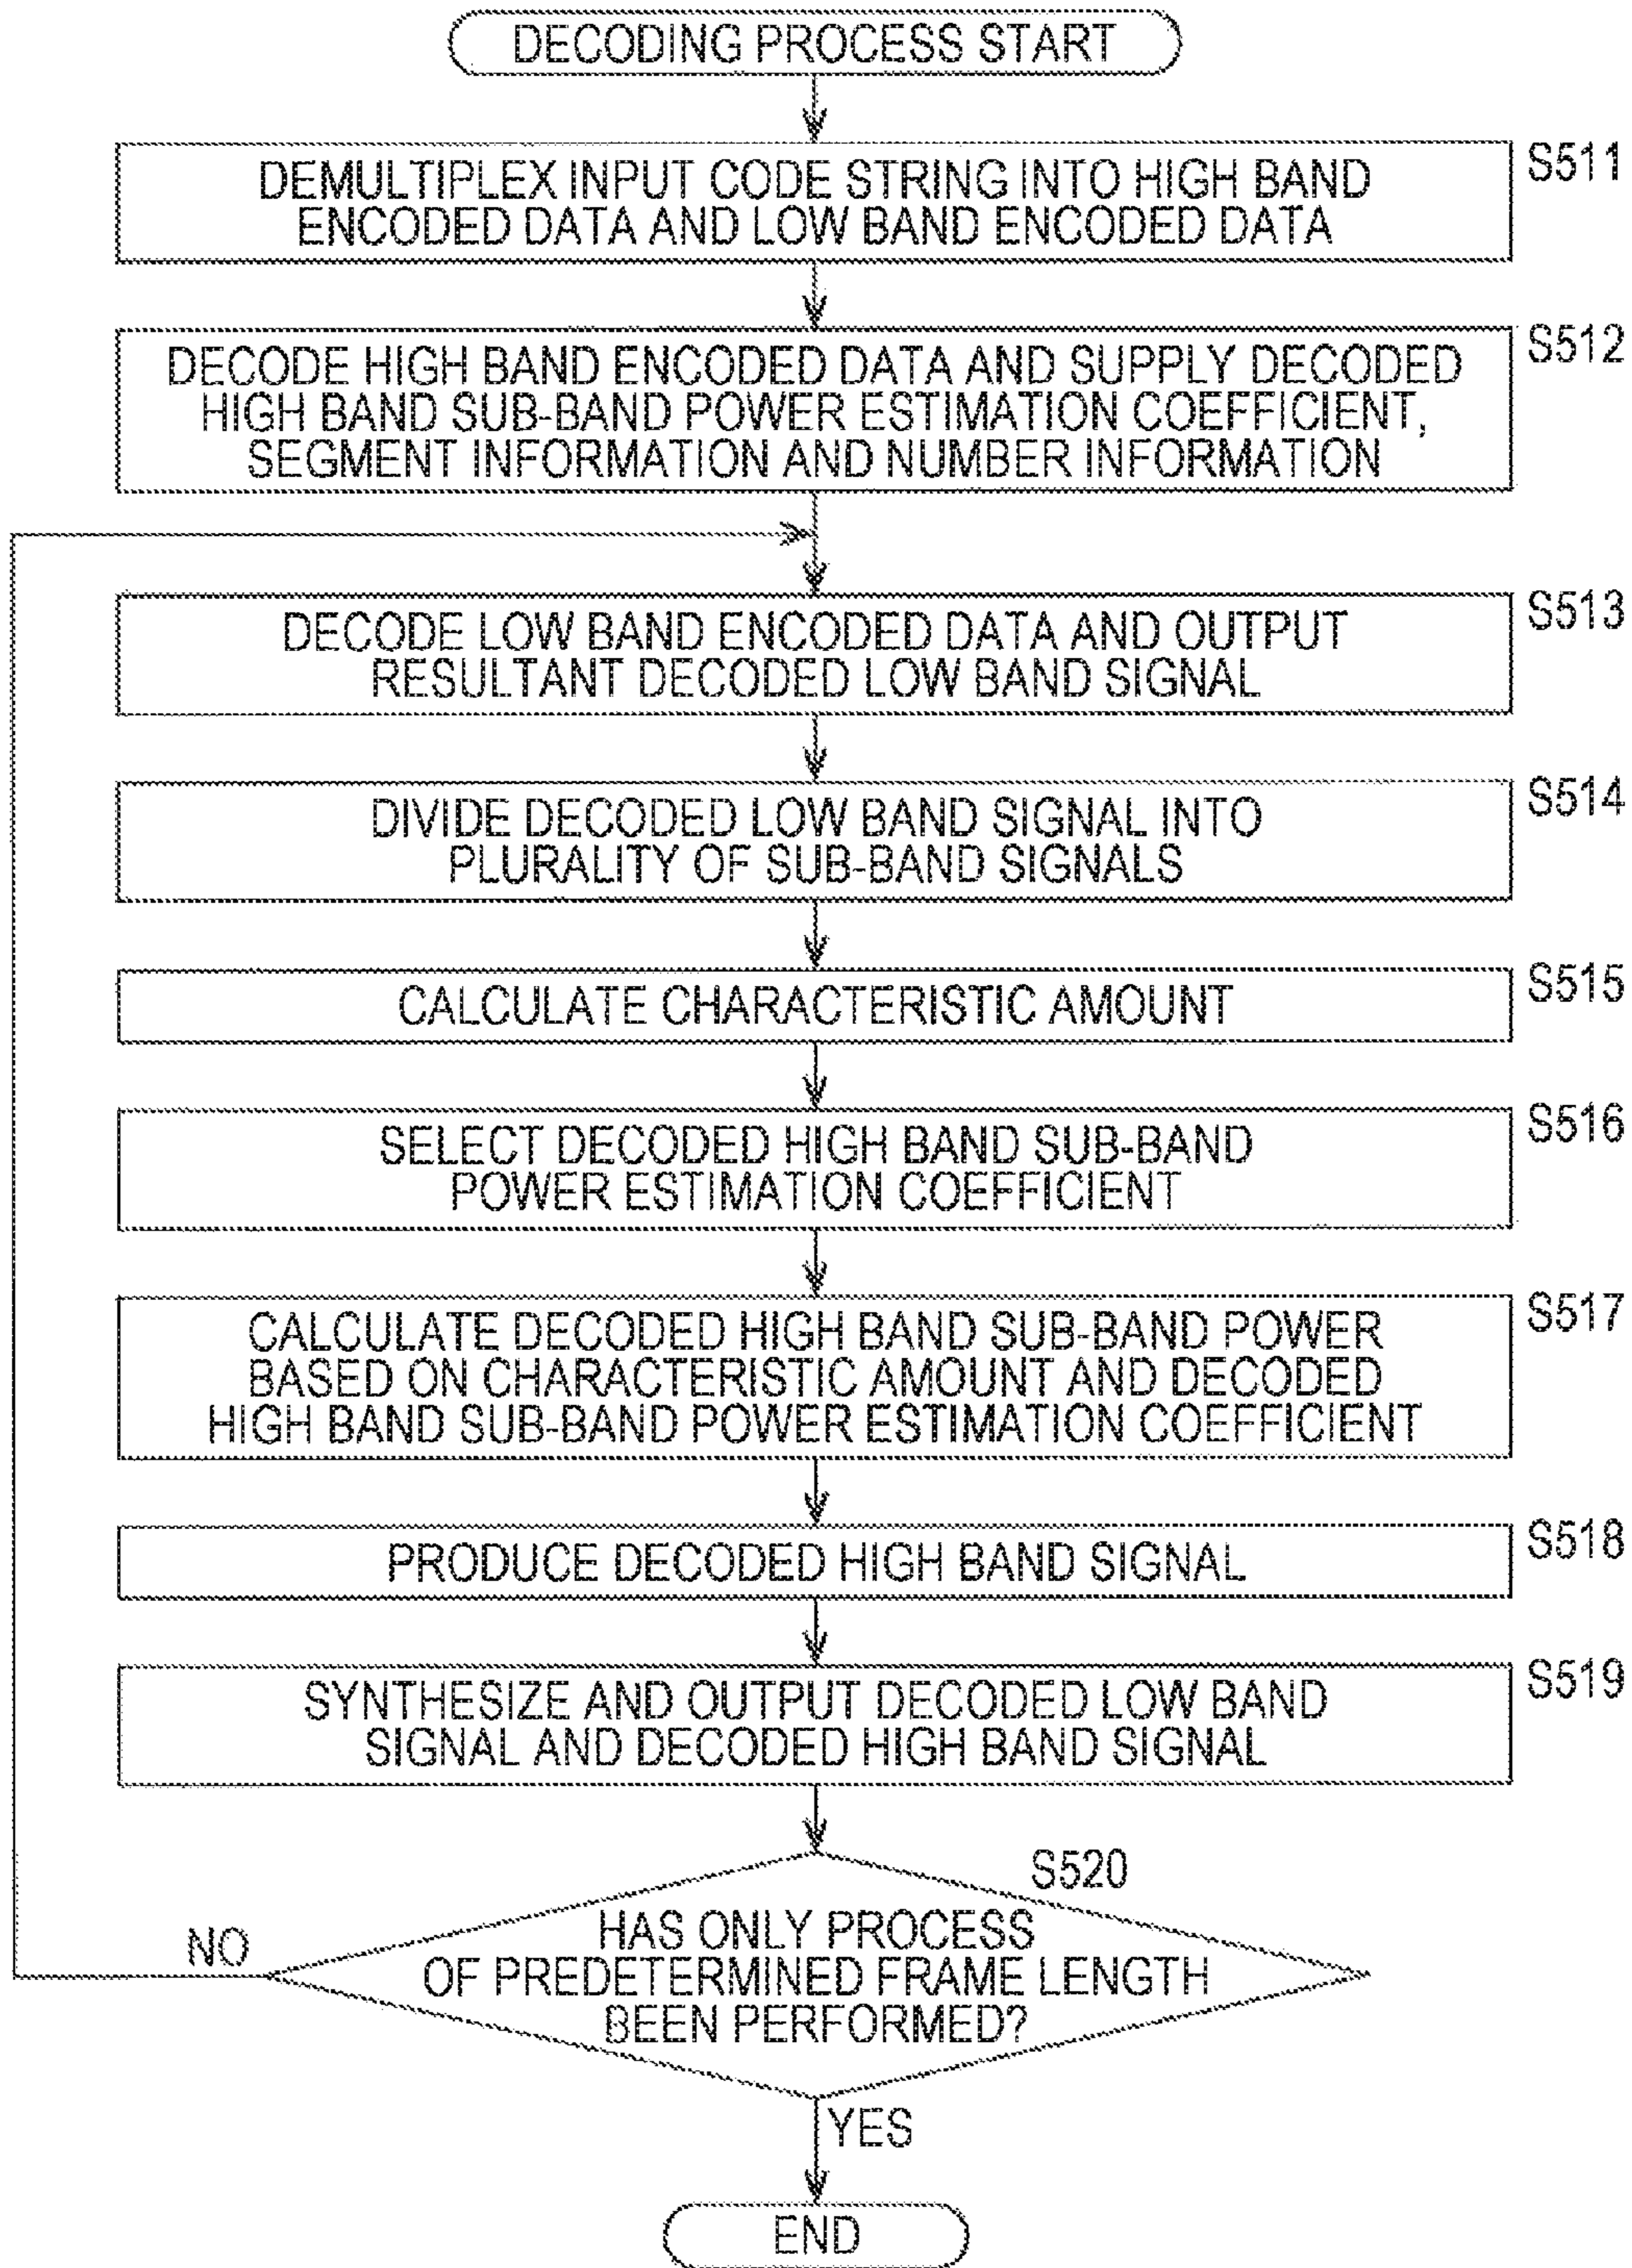 DECODING PROCESS START
S511
DEMULTIPLEX INPUT CODE STRING INTO HIGH BAND
ENCODED DATA AND LOW BAND ENCODED DATA
S512
DECODE HIGH BAND ENCODED DATA AND SUPPLY DECODED
HIGH BAND SUB-BAND POWER ESTIMATION COEFFICIENT,
SEGMENT INFORMATION AND NUMBER INFORMATION
S513
DECODE LOW BAND ENCODED DATA AND OUTPUT
RESULTANT DECODED LOW BAND SIGNAL
S514
DIVIDE DECODED LOW BAND SIGNAL INTO
PLURALITY OF SUB-BAND SIGNALS
S515
CALCULATE CHARACTERISTIC AMOUNT
S516
SELECT DECODED HIGH BAND SUB-BAND
POWER ESTIMATION COEFFICIENT
S517
CALCULATE DECODED HIGH BAND SUB-BAND POWER
BASED ON CHARACTERISTIC AMOUNT AND DECODED
HIGH BAND SUB-BAND POWER ESTIMATION COEFFICIENT
S518
PRODUCE DECODED HIGH BAND SIGNAL
S519
SYNTHESIZE AND OUTPUT DECODED LOW BAND
SIGNAL AND DECODED HIGH BAND SIGNAL
S520
HAS ONLY PROCESS
OF PREDETERMINED FRAME LENGTH
BEEN PERFORMED?
NO
YES
END